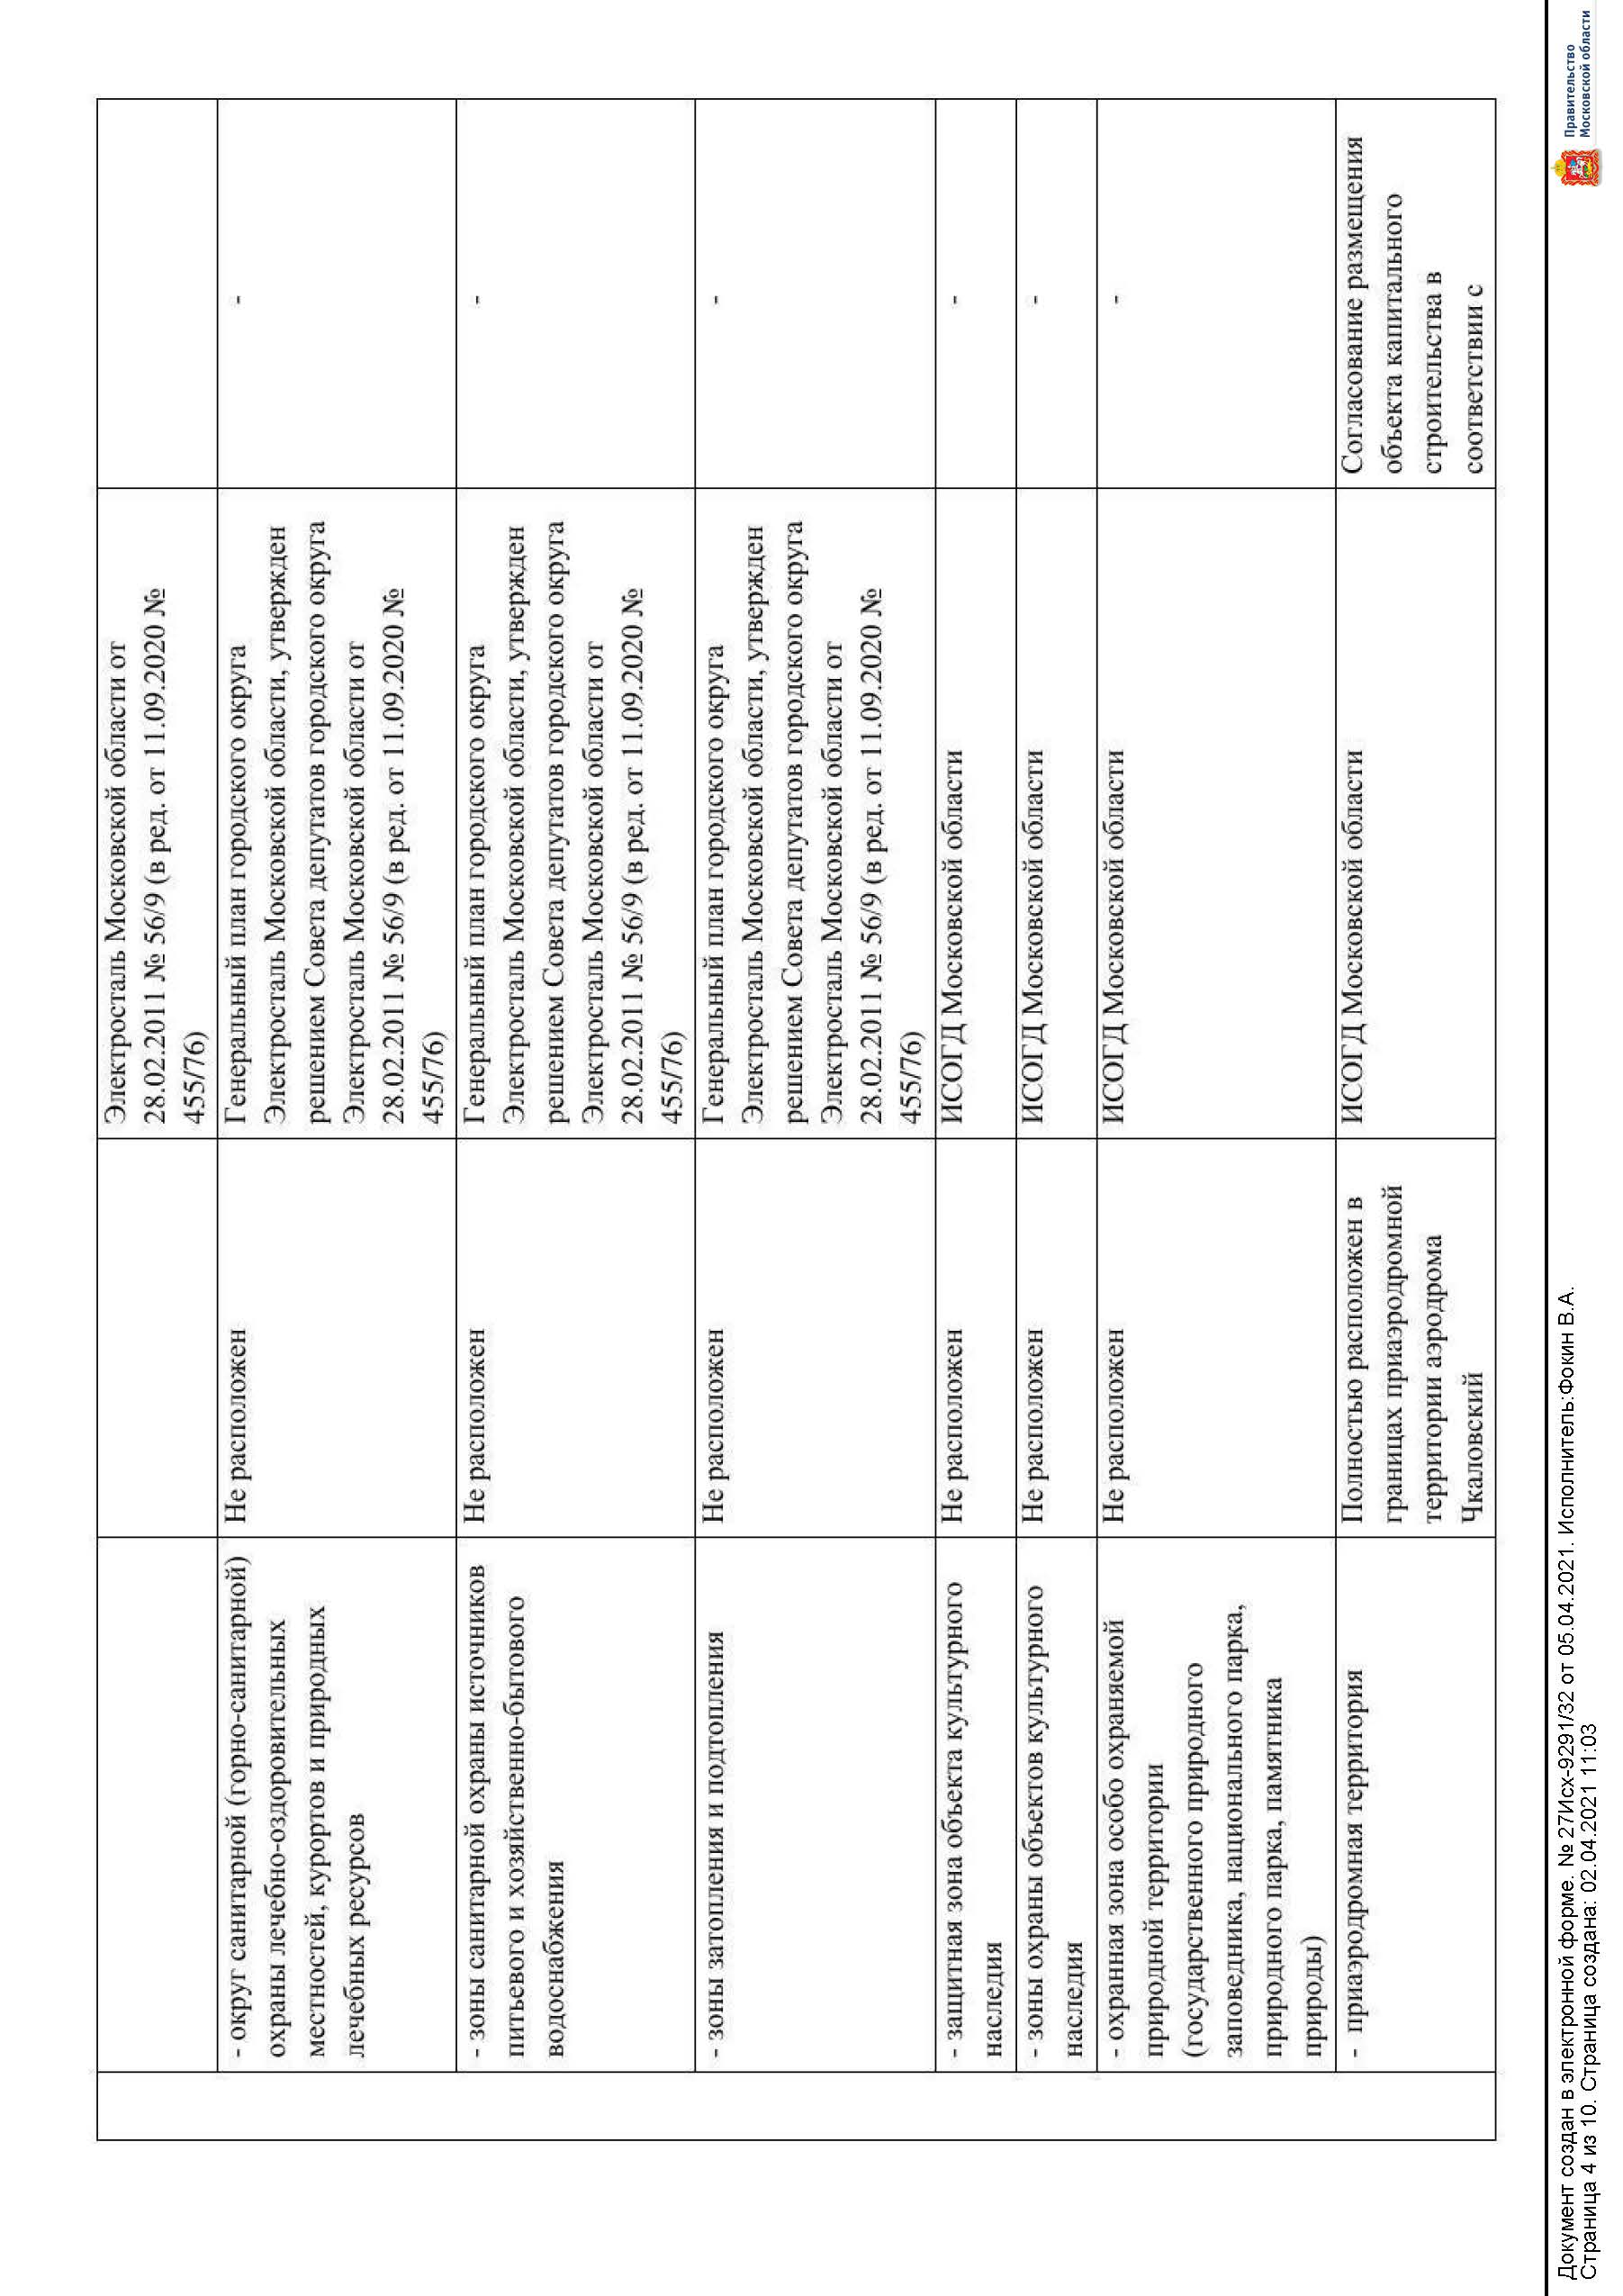 Электросталь Московской области от
28.02.2011 № 56/9 (в ред. от 11.09.2020 №
455/76)
- округ санитарной (горно-санитарной)
охраны лечебно-оздоровительных
местностей, курортов и природных
лечебных ресурсов
Не расположен
Генеральный план городского округа
Электросталь Московской области, утвержден
решением Совета депутатов городского округа
Электросталь Московской области от
28.02.2011 № 56/9 (в ред. от 11.09.2020 №
455/76)
-
- зоны санитарной охраны источников
питьевого и хозяйственно-бытового
водоснабжения
Не расположен
Генеральный план городского округа
Электросталь Московской области, утвержден
решением Совета депутатов городского округа
Электросталь Московской области от
28.02.2011 № 56/9 (в ред. от 11.09.2020 №
455/76)
-
- зоны затопления и подтопления
Не расположен
Генеральный план городского округа
Электросталь Московской области, утвержден
решением Совета депутатов городского округа
Электросталь Московской области от
28.02.2011 № 56/9 (в ред. от 11.09.2020 №
455/76)
-
- защитная зона объекта культурного
наследия
Не расположен
ИСОГД Московской области
-
- зоны охраны объектов культурного
наследия
Не расположен
ИСОГД Московской области
-
- охранная зона особо охраняемой
природной территории
(государственного природного
заповедника, национального парка,
природного парка, памятника
природы)
Не расположен
ИСОГД Московской области
-
- приаэродромная территория
Полностью расположен в
границах приаэродромной
территории аэродрома
Чкаловский
ИСОГД Московской области
Согласование размещения
объекта капитального
строительства в
соответствии с
Документ создан в электронной форме. № 27Исх-9291/32 от 05.04.2021. Исполнитель:Фокин В.А.
Страница 4 из 10. Страница создана: 02.04.2021 11:03
Правительство
Московской области